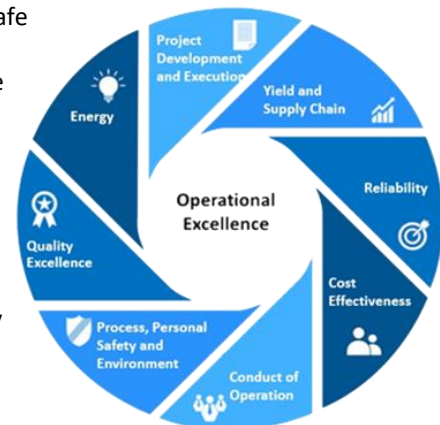 afe
e
y
Project
Development
and Execution
Yield and
Supply Chain
Reliability
Cost
Effectiveness
Conduct of
Operation
Process, Personal
Safety and
Environment
Quality
Excellence
Energy
Operational
Excellence